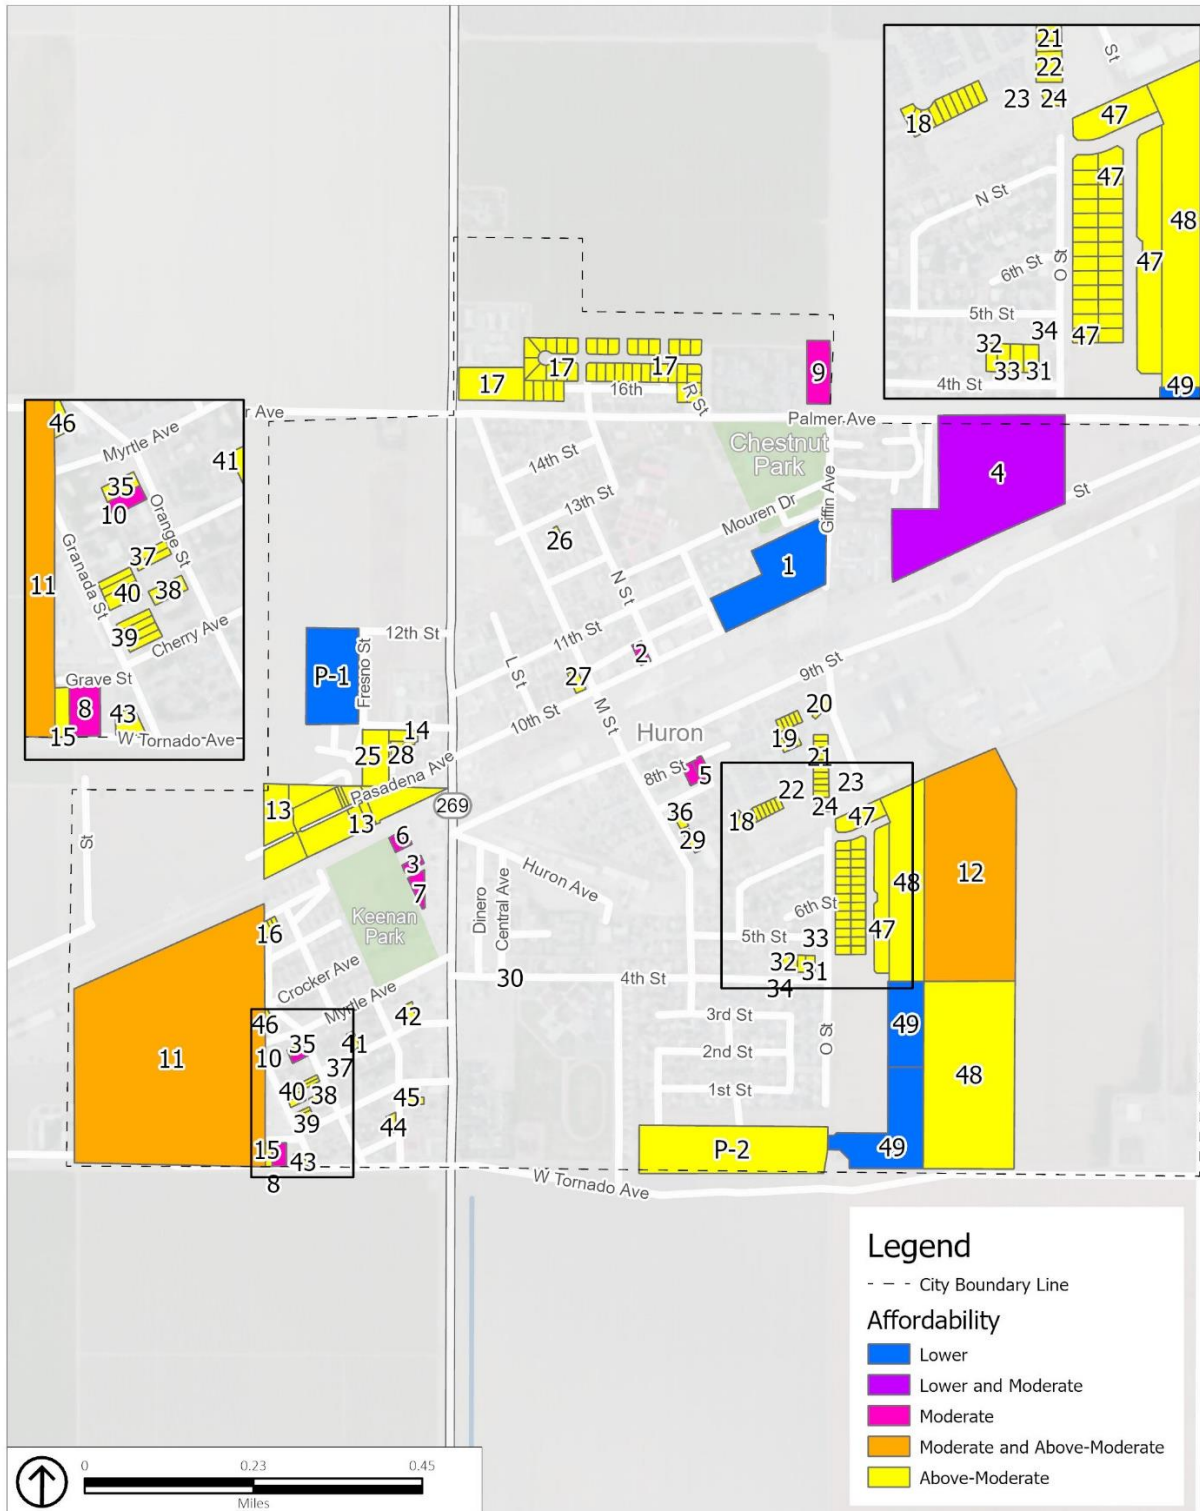 21
St
22
23
24
18
47
47
N St
48
6th St
O St
47
5th St
34
32
47
33
31
4th St
49
17
17
17
16th
R St
9
Palmer Ave
r Ave
46
Myrtle Ave
41
35
10
Orange St
37
Granada St
11
40
38
39
Cherry Ave
Grave St
8
43
15
W Tornado Ave
Chestnut
Park
14th St
13th St
Mouren Dr
Giffin Ave
4
St
26
1
N St
11th St
2
12th St
P-1
Fresno St
L St
27
10th St
M St
9th St
Huron
20
19
14
25
28
Pasadena Ave
21
8th St
5
23
22
13
13
269
24
36
18
47
29
6
3
7
Huron Ave
12
48
Keenan
Park
Dinero
Central Ave
6th St
47
St
16
5th St
33
32
31
Crocker Ave
30
4th St
34
Myrtle Ave
42
3rd St
49
O St
46
35
10
41
11
37
2nd St
48
40
38
1st St
45
39
44
15
43
8
P-2
49
W Tornado Ave
Legend
City Boundary Line
Affordability
Lower
Lower and Moderate
Moderate
Moderate and Above-Moderate
Above-Moderate
0 0.23 0.45
Miles